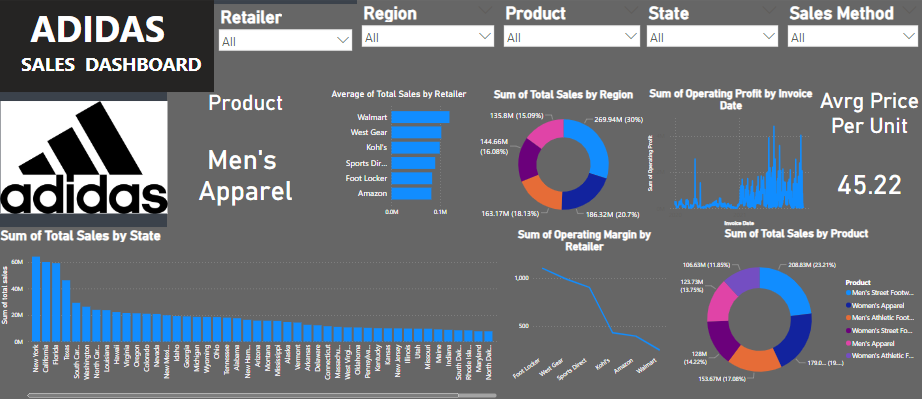 ADIDAS
SALES DASHBOARD
Retailer
All
Region
All
Product
All
State
All
Sales Method
All
adidas
Product
Men's
Apparel
Average of Total Sales by Retailer
Walmart
West Gear
Kohl's
Sports Dir...
Foot Locker
Amazon
0.0M
0.1M
Sum of Total Sales by Region
135.8M (15.09%)
269.94M (30%)
144.66M
(16.08%)
163.17M (18.13%)
186.32M (20.7%)
Sum of Operating Profit by Invoice
Date
Sum of Operating Profit
Invoice Date
Avrg Price
Per Unit
45.22
Sum of Total Sales by State
Sum of total sales
60M
40M
20M
0M
New York
California
Florida
Texas
South Car...
Washington
North Car...
Louisiana
Hawaii
Virginia
Oregon
Colorado
Nevada
New Mexi...
Idaho
Georgia
Michigan
Wyoming
Ohio
Tennessee
Alabama
New Ham...
Arizona
Montana
Mississippi
Alaska
Vermont
Arkansas
Delaware
Connecticut
Massachu...
West Virgi...
Oklahoma
Pennsylva...
Kentucky
Kansas
New Jersey
Illinois
Utah
Missouri
Maine
Indiana
South Dak...
Rhode Isla...
Maryland
North Dak...
Sum of Operating Margin by
Retailer
1,000
500
Foot Locker
West Gear
Sports Direct
Kohl's
Amazon
Walmart
Sum of Total Sales by Product
106.63M (11.85%)
208.83M (23.21%)
123.73M
(13.75%)
128M
(14.22%)
153.67M (17.08%)
179.0... (19....)
Product
Men's Street Footw...
Women's Apparel
Men's Athletic Foot...
Women's Street Fo...
Men's Apparel
Women's Athletic F...